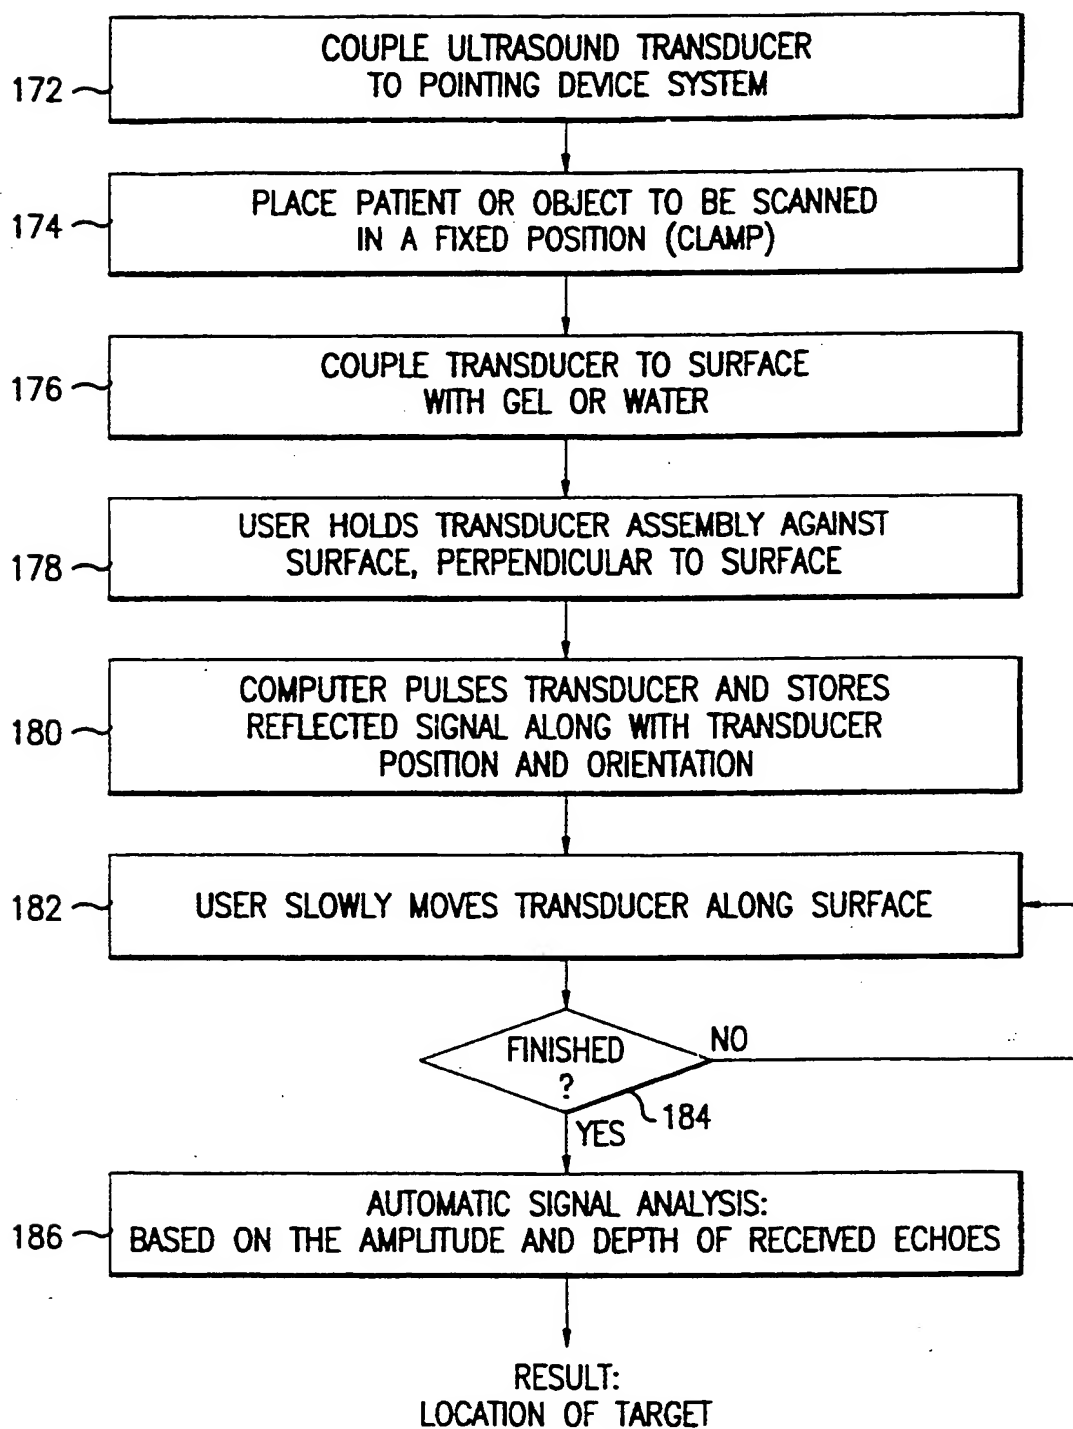 COUPLE ULTRASOUND TRANSDUCER
TO POINTING DEVICE SYSTEM
172
PLACE PATIENT OR OBJECT TO BE SCANNED
IN A FIXED POSITION (CLAMP)
174
COUPLE TRANSDUCER TO SURFACE
WITH GEL OR WATER
176
USER HOLDS TRANSDUCER ASSEMBLY AGAINST
SURFACE, PERPENDICULAR TO SURFACE
178
COMPUTER PULSES TRANSDUCER AND STORES
REFLECTED SIGNAL ALONG WITH TRANSDUCER
POSITION AND ORIENTATION
180
USER SLOWLY MOVES TRANSDUCER ALONG SURFACE
182
FINISHED
?
NO
184
YES
AUTOMATIC SIGNAL ANALYSIS:
BASED ON THE AMPLITUDE AND DEPTH OF RECEIVED ECHOES
186
RESULT:
LOCATION OF TARGET